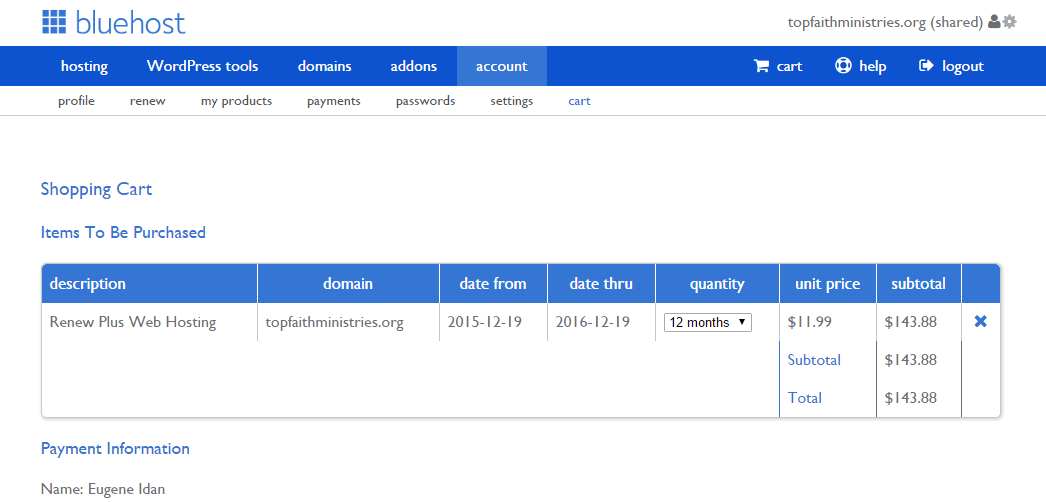 bluehost
topfaithministries.org (shared)
hosting WordPress tools domains addons account cart help logout
profile renew my products payments passwords settings cart
Shopping Cart
Items To Be Purchased
description domain date from date thru quantity unit price subtotal
Renew Plus Web Hosting topfaithministries.org 2015-12-19 2016-12-19 12 months $11.99 $143.88
Subtotal $143.88
Total $143.88
Payment Information
Name: Eugene Idan